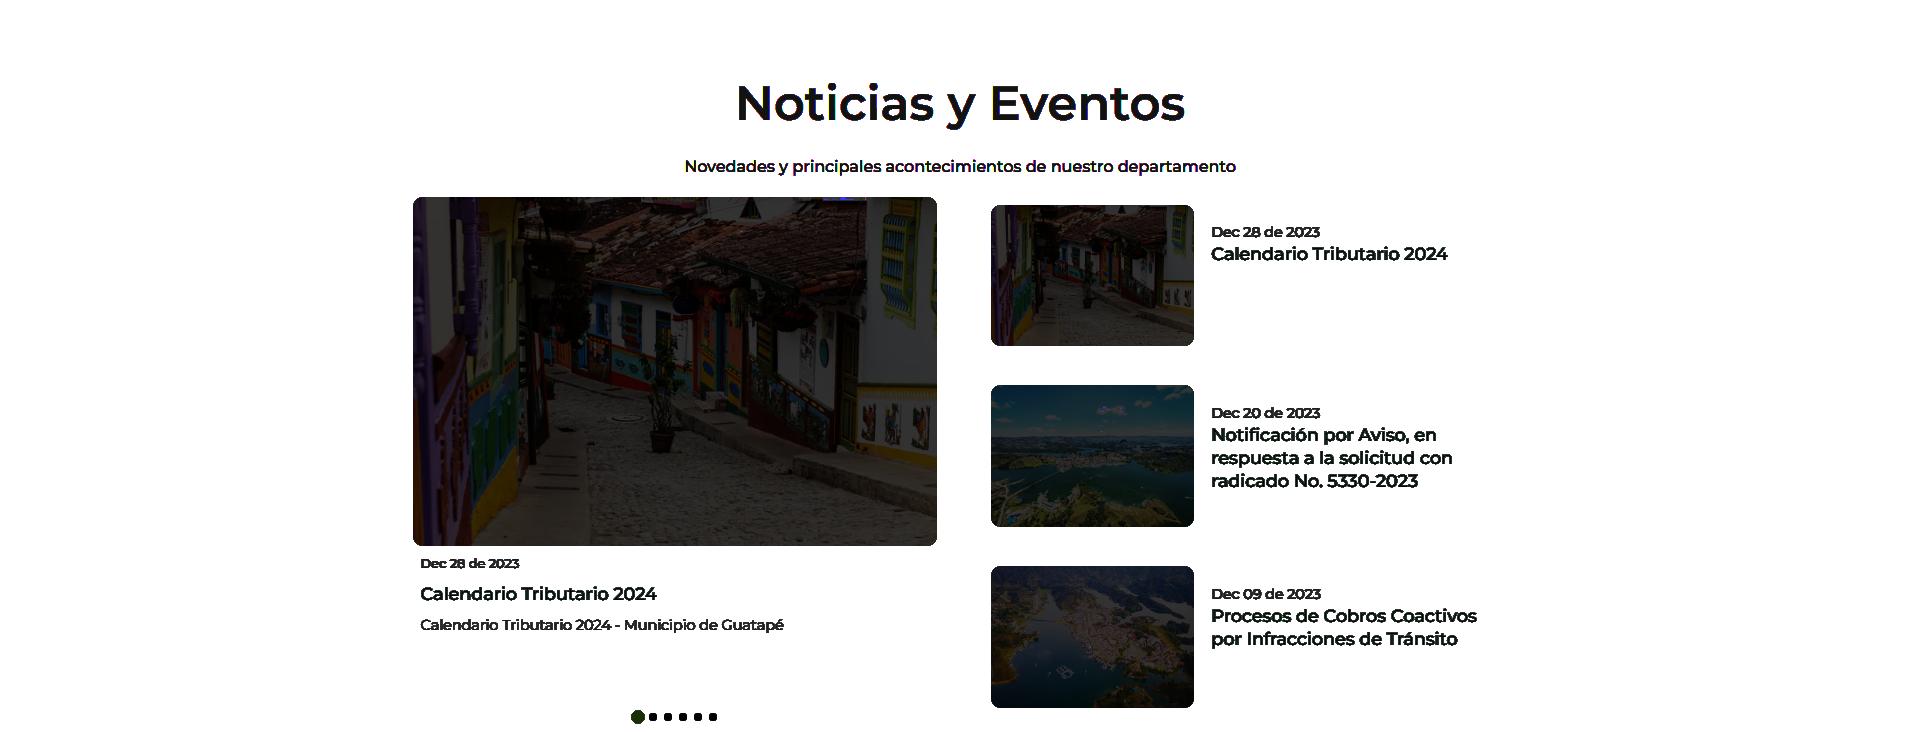 Noticias y Eventos
Novedades y principales acontecimientos de nuestro departamento
Dec 28 de 2023
Calendario Tributario 2024
Calendario Tributario 2024 - Municipio de Guatapé
Dec 28 de 2023
Calendario Tributario 2024
Dec 20 de 2023
Notificación por Aviso, en
respuesta a la solicitud con
radicado No. 5330-2023
Dec 09 de 2023
Procesos de Cobros Coactivos
por Infracciones de Tránsito